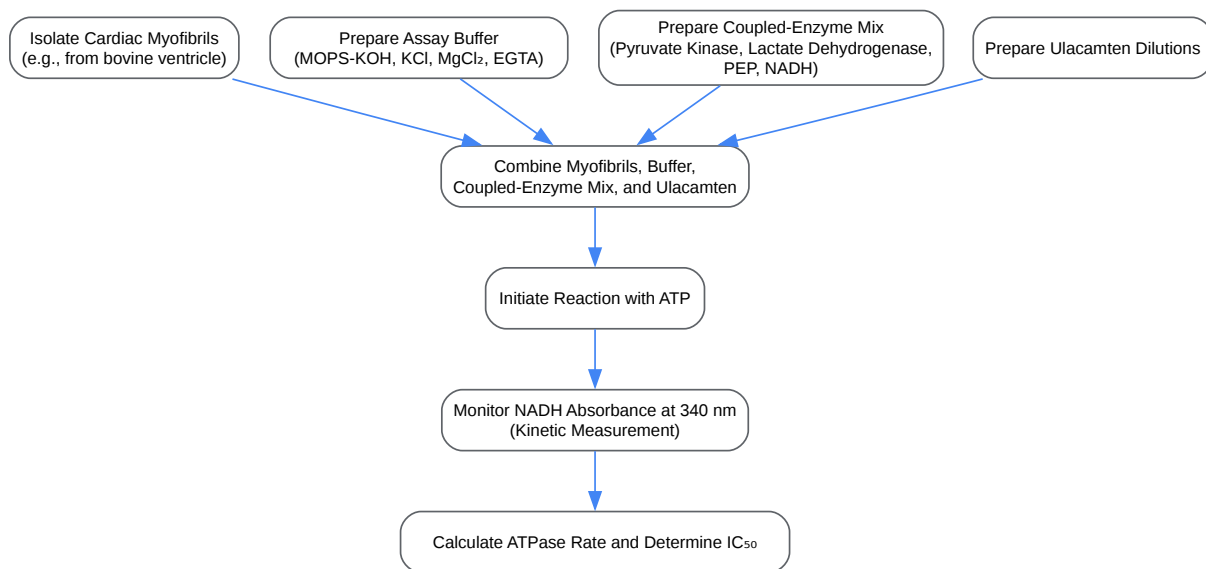 Isolate Cardiac Myofibrils
(e.g., from bovine ventricle)
Prepare Assay Buffer
(MOPS-KOH, KCl, MgCl₂, EGTA)
Prepare Coupled-Enzyme Mix
(Pyruvate Kinase, Lactate Dehydrogenase,
PEP, NADH)
Prepare Ulacamten Dilutions
Combine Myofibrils, Buffer,
Coupled-Enzyme Mix, and Ulacamten
Initiate Reaction with ATP
Monitor NADH Absorbance at 340 nm
(Kinetic Measurement)
Calculate ATPase Rate and Determine IC₅₀